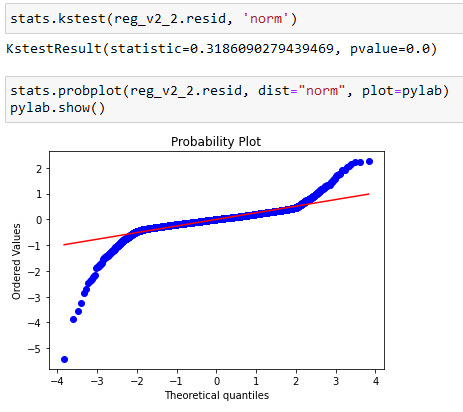 stats.kstest(reg_v2_2.resid, 'norm')
KstestResult(statistic=0.3186090279439469, pvalue=0.0)
stats.probplot(reg_v2_2.resid, dist="norm", plot=pylab)
pylab.show()
Probability Plot
2
1
0
−1
−2
−3
−4
−5
Ordered Values
−4 −3 −2 −1 0 1 2 3 4
Theoretical quantiles